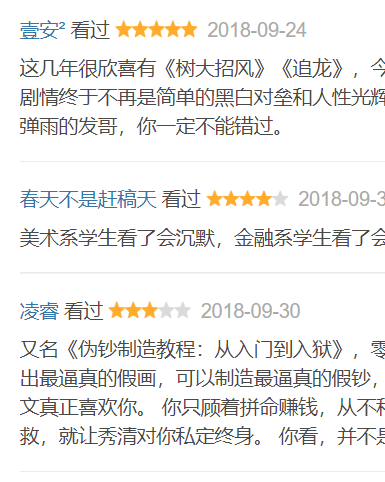 壹安² 看过 2018-09-24
这几年很欣喜有《树大招风》《追龙》，今
剧情终于不再是简单的黑白对垒和人性光辉
弹雨的发哥，你一定不能错过。
春天不是赶稿天 看过 2018-09-3
美术系学生看了会沉默，金融系学生看了会
凌睿 看过 2018-09-30
又名《伪钞制造教程：从入门到入狱》，零
出最逼真的假画，可以制造最逼真的假钞，
文真正喜欢你。 你只顾着拼命赚钱，从不和
救，就让秀清对你私定终身。 你看，并不是